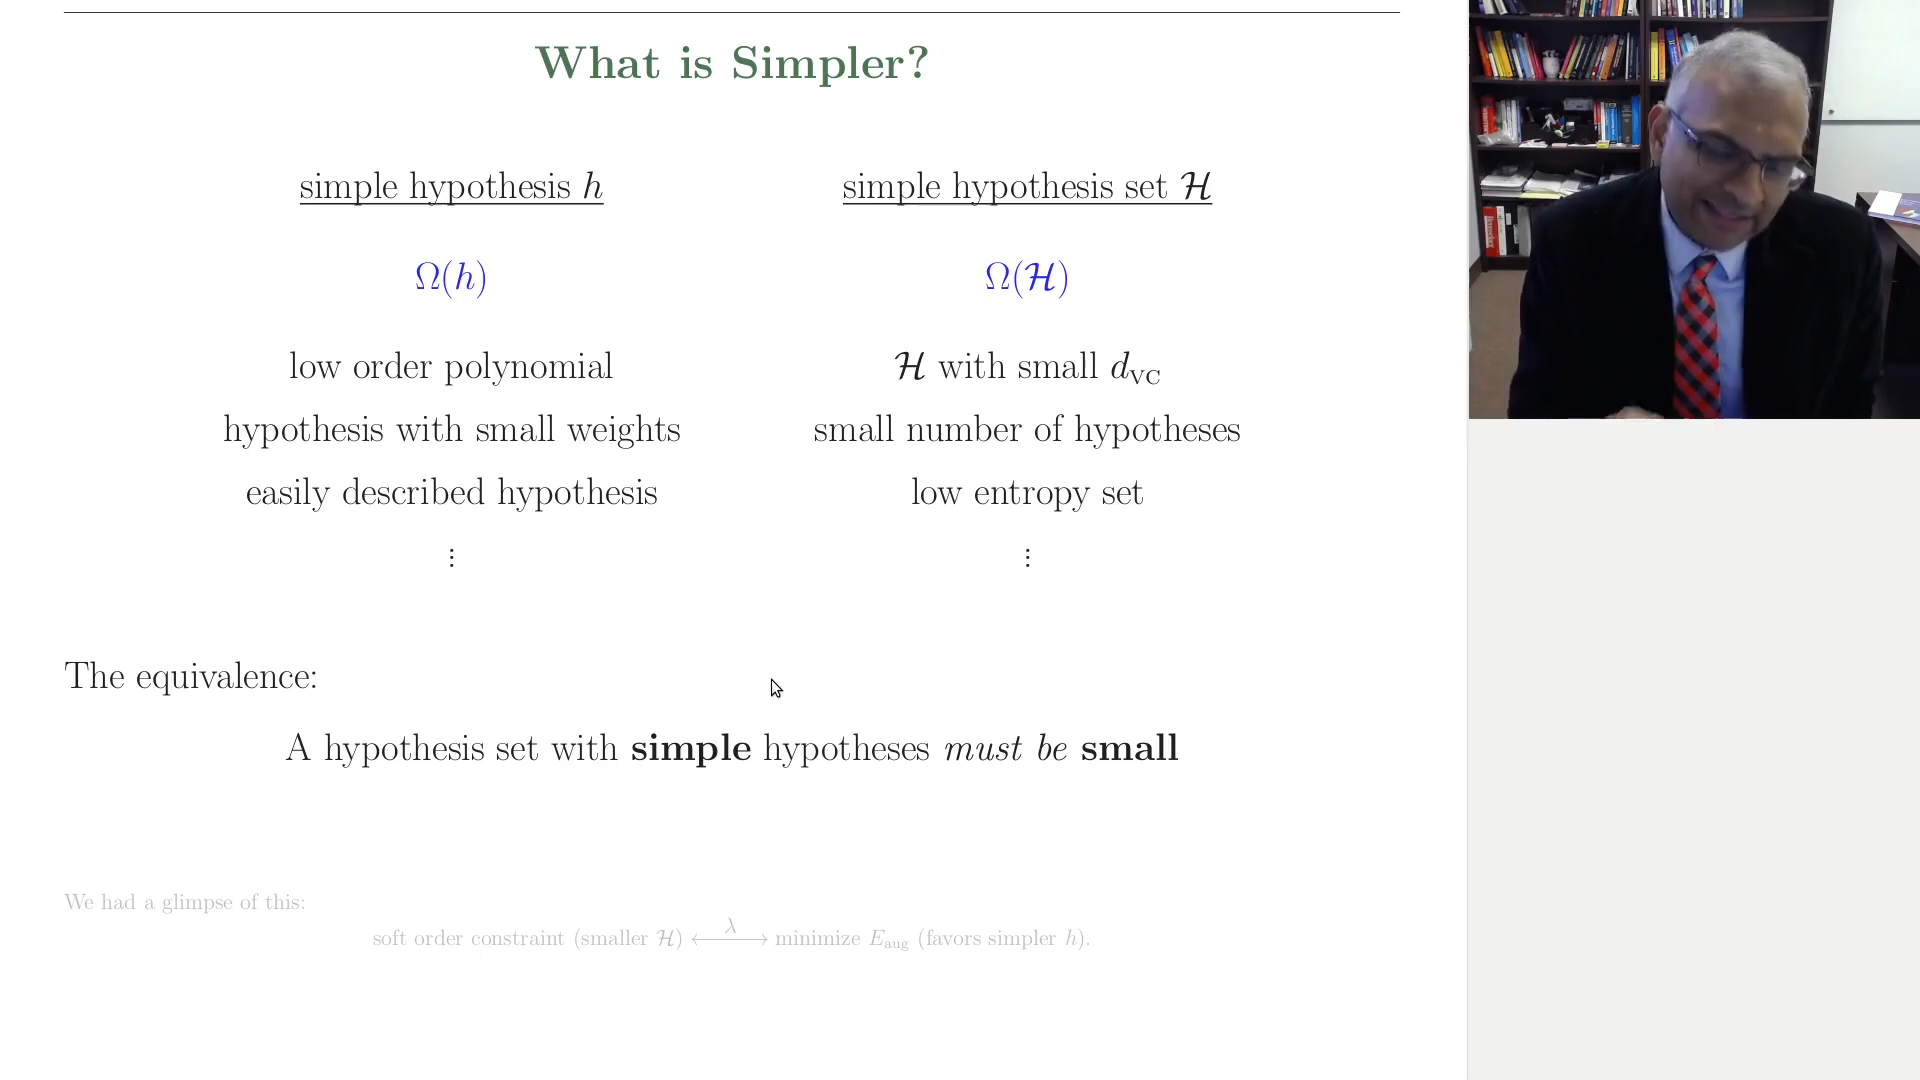 What is Simpler?
simple hypothesis h
simple hypothesis set ℋ
Ω(h)
Ω(ℋ)
low order polynomial
ℋ with small d_VC
hypothesis with small weights
small number of hypotheses
easily described hypothesis
low entropy set
⋮
⋮
The equivalence:
A hypothesis set with simple hypotheses must be small
We had a glimpse of this:
soft order constraint (smaller ℋ) ←λ→ minimize E_aug (favors simpler h).